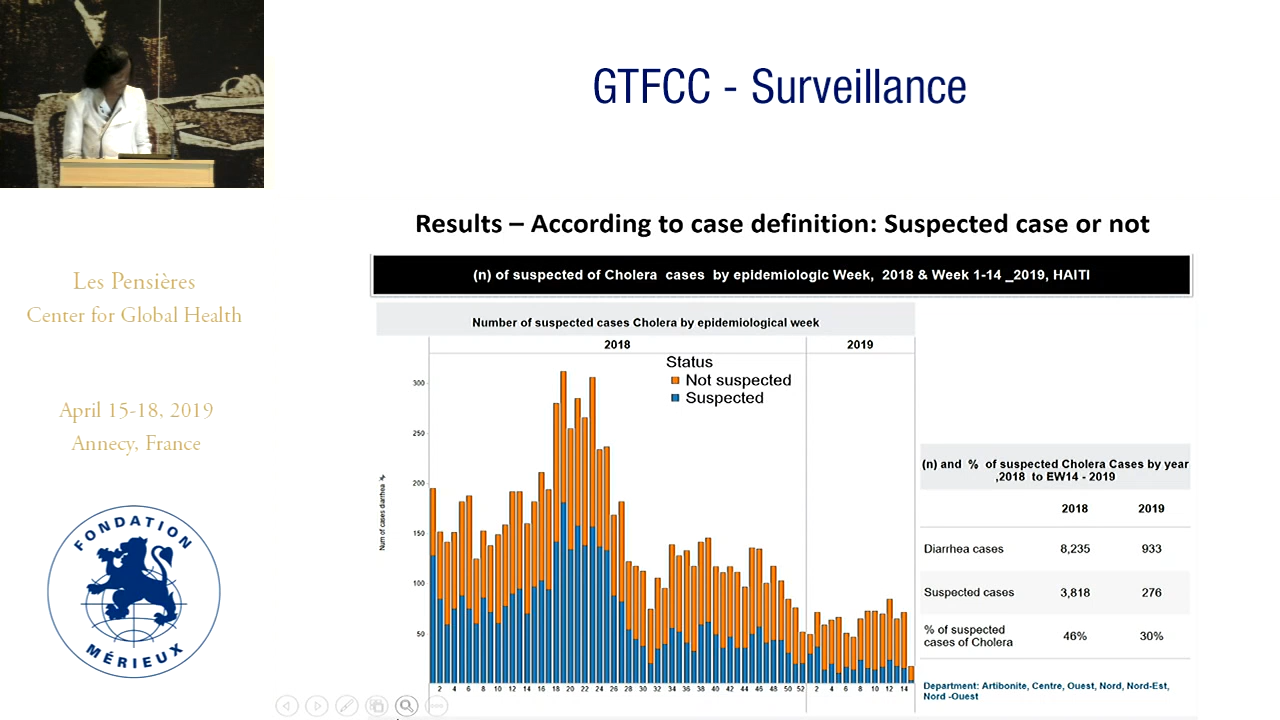 GTFCC - Surveillance
Les Pensières
Center for Global Health
April 15-18, 2019
Annecy, France
FONDATION
MÉRIEUX
Results – According to case definition: Suspected case or not
(n) of suspected of Cholera cases by epidemiologic Week, 2018 & Week 1-14 _2019, HAITI
Number of suspected cases Cholera by epidemiological week
2018 2019
Status
Not suspected
Suspected
300
250
200
150
100
50
Num of cases diarrhea
2 4 6 8 10 12 14 16 18 20 22 24 26 28 30 32 34 36 38 40 42 44 46 48 50 52 2 4 6 8 10 12 14
(n) and % of suspected Cholera Cases by year
,2018 to EW14 - 2019
2018 2019
Diarrhea cases 8,235 933
Suspected cases 3,818 276
% of suspected
cases of Cholera 46% 30%
Department: Artibonite, Centre, Ouest, Nord, Nord-Est,
Nord -Ouest